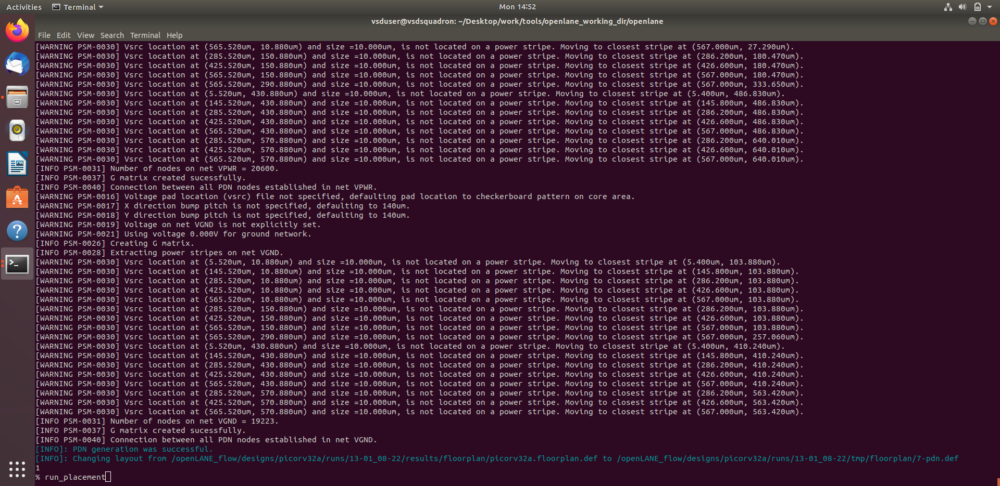 Activities
Terminal
Mon 14:52
vsduser@vsdsquadron: ~/Desktop/work/tools/openlane_working_dir/openlane
File Edit View Search Terminal Help
[WARNING PSM-0030] Vsrc location at (565.520um, 10.880um) and size =10.000um, is not located on a power stripe. Moving to closest stripe at (567.000um, 27.290um).
[WARNING PSM-0030] Vsrc location at (285.520um, 150.880um) and size =10.000um, is not located on a power stripe. Moving to closest stripe at (286.200um, 180.470um).
[WARNING PSM-0030] Vsrc location at (425.520um, 150.880um) and size =10.000um, is not located on a power stripe. Moving to closest stripe at (426.600um, 180.470um).
[WARNING PSM-0030] Vsrc location at (565.520um, 150.880um) and size =10.000um, is not located on a power stripe. Moving to closest stripe at (567.000um, 180.470um).
[WARNING PSM-0030] Vsrc location at (565.520um, 290.880um) and size =10.000um, is not located on a power stripe. Moving to closest stripe at (567.000um, 333.650um).
[WARNING PSM-0030] Vsrc location at (5.520um, 430.880um) and size =10.000um, is not located on a power stripe. Moving to closest stripe at (5.400um, 486.830um).
[WARNING PSM-0030] Vsrc location at (145.520um, 430.880um) and size =10.000um, is not located on a power stripe. Moving to closest stripe at (145.800um, 486.830um).
[WARNING PSM-0030] Vsrc location at (285.520um, 430.880um) and size =10.000um, is not located on a power stripe. Moving to closest stripe at (286.200um, 486.830um).
[WARNING PSM-0030] Vsrc location at (425.520um, 430.880um) and size =10.000um, is not located on a power stripe. Moving to closest stripe at (426.600um, 486.830um).
[WARNING PSM-0030] Vsrc location at (565.520um, 430.880um) and size =10.000um, is not located on a power stripe. Moving to closest stripe at (567.000um, 486.830um).
[WARNING PSM-0030] Vsrc location at (285.520um, 570.880um) and size =10.000um, is not located on a power stripe. Moving to closest stripe at (286.200um, 640.010um).
[WARNING PSM-0030] Vsrc location at (425.520um, 570.880um) and size =10.000um, is not located on a power stripe. Moving to closest stripe at (426.600um, 640.010um).
[WARNING PSM-0030] Vsrc location at (565.520um, 570.880um) and size =10.000um, is not located on a power stripe. Moving to closest stripe at (567.000um, 640.010um).
[INFO PSM-0031] Number of nodes on net VPWR = 20600.
[INFO PSM-0037] G matrix created sucessfully.
[INFO PSM-0040] Connection between all PDN nodes established in net VPWR.
[WARNING PSM-0016] Voltage pad location (vsrc) file not specified, defaulting pad location to checkerboard pattern on core area.
[WARNING PSM-0017] X direction bump pitch is not specified, defaulting to 140um.
[WARNING PSM-0018] Y direction bump pitch is not specified, defaulting to 140um.
[WARNING PSM-0019] Voltage on net VGND is not explicitly set.
[WARNING PSM-0021] Using voltage 0.000V for ground network.
[INFO PSM-0026] Creating G matrix.
[INFO PSM-0028] Extracting power stripes on net VGND.
[WARNING PSM-0030] Vsrc location at (5.520um, 10.880um) and size =10.000um, is not located on a power stripe. Moving to closest stripe at (5.400um, 103.880um).
[WARNING PSM-0030] Vsrc location at (145.520um, 10.880um) and size =10.000um, is not located on a power stripe. Moving to closest stripe at (145.800um, 103.880um).
[WARNING PSM-0030] Vsrc location at (285.520um, 10.880um) and size =10.000um, is not located on a power stripe. Moving to closest stripe at (286.200um, 103.880um).
[WARNING PSM-0030] Vsrc location at (425.520um, 10.880um) and size =10.000um, is not located on a power stripe. Moving to closest stripe at (426.600um, 103.880um).
[WARNING PSM-0030] Vsrc location at (565.520um, 10.880um) and size =10.000um, is not located on a power stripe. Moving to closest stripe at (567.000um, 103.880um).
[WARNING PSM-0030] Vsrc location at (285.520um, 150.880um) and size =10.000um, is not located on a power stripe. Moving to closest stripe at (286.200um, 103.880um).
[WARNING PSM-0030] Vsrc location at (425.520um, 150.880um) and size =10.000um, is not located on a power stripe. Moving to closest stripe at (426.600um, 103.880um).
[WARNING PSM-0030] Vsrc location at (565.520um, 150.880um) and size =10.000um, is not located on a power stripe. Moving to closest stripe at (567.000um, 103.880um).
[WARNING PSM-0030] Vsrc location at (565.520um, 290.880um) and size =10.000um, is not located on a power stripe. Moving to closest stripe at (567.000um, 257.060um).
[WARNING PSM-0030] Vsrc location at (5.520um, 430.880um) and size =10.000um, is not located on a power stripe. Moving to closest stripe at (5.400um, 410.240um).
[WARNING PSM-0030] Vsrc location at (145.520um, 430.880um) and size =10.000um, is not located on a power stripe. Moving to closest stripe at (145.800um, 410.240um).
[WARNING PSM-0030] Vsrc location at (285.520um, 430.880um) and size =10.000um, is not located on a power stripe. Moving to closest stripe at (286.200um, 410.240um).
[WARNING PSM-0030] Vsrc location at (425.520um, 430.880um) and size =10.000um, is not located on a power stripe. Moving to closest stripe at (426.600um, 410.240um).
[WARNING PSM-0030] Vsrc location at (565.520um, 430.880um) and size =10.000um, is not located on a power stripe. Moving to closest stripe at (567.000um, 410.240um).
[WARNING PSM-0030] Vsrc location at (285.520um, 570.880um) and size =10.000um, is not located on a power stripe. Moving to closest stripe at (286.200um, 563.420um).
[WARNING PSM-0030] Vsrc location at (425.520um, 570.880um) and size =10.000um, is not located on a power stripe. Moving to closest stripe at (426.600um, 563.420um).
[WARNING PSM-0030] Vsrc location at (565.520um, 570.880um) and size =10.000um, is not located on a power stripe. Moving to closest stripe at (567.000um, 563.420um).
[INFO PSM-0031] Number of nodes on net VGND = 19223.
[INFO PSM-0037] G matrix created sucessfully.
[INFO PSM-0040] Connection between all PDN nodes established in net VGND.
[INFO]: PDN generation was successful.
[INFO]: Changing layout from /openLANE_flow/designs/picorv32a/runs/13-01_08-22/results/floorplan/picorv32a.floorplan.def to /openLANE_flow/designs/picorv32a/runs/13-01_08-22/tmp/floorplan/7-pdn.def
1
% run_placement